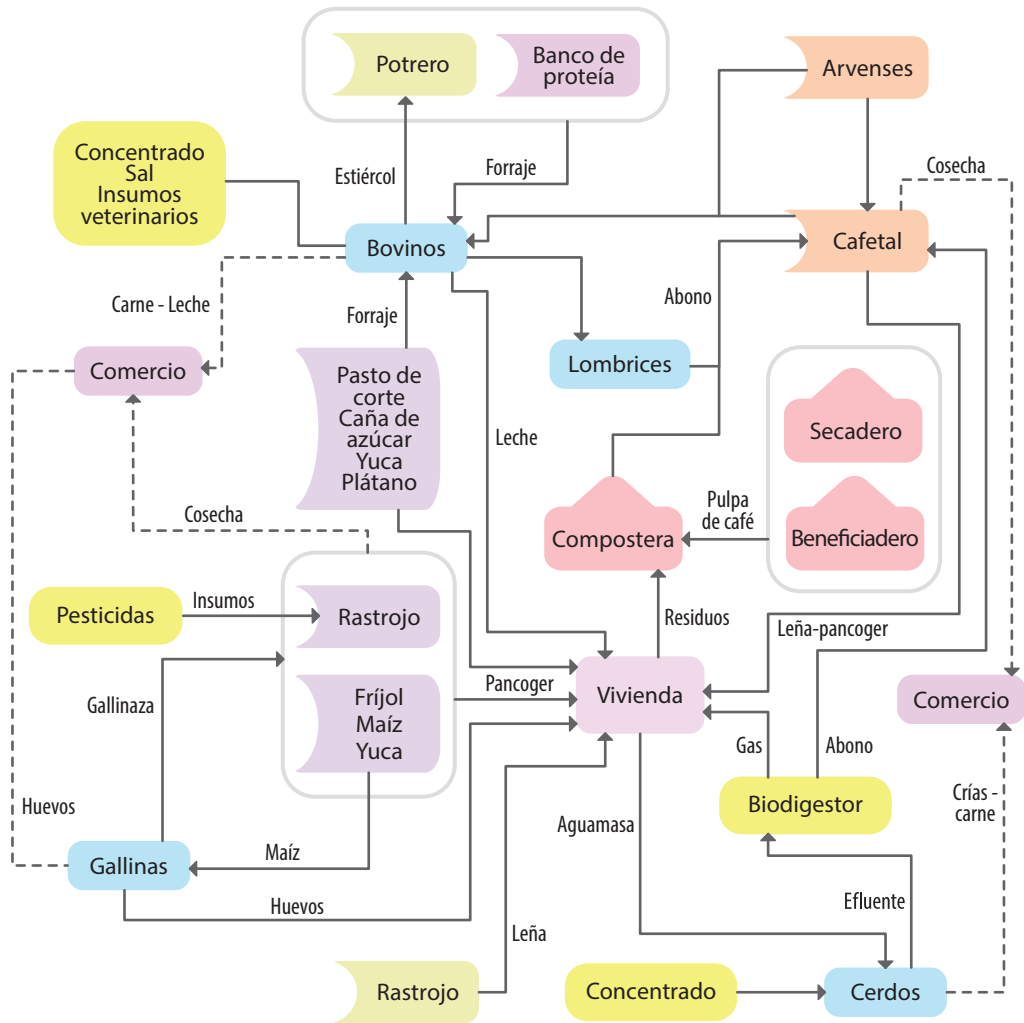 Potrero
Banco de
proteía
Arvenses
Concentrado
Sal
Insumos
veterinarios
Estiércol
Forraje
Cosecha
Bovinos
Cafetal
Carne - Leche
Forraje
Abono
Comercio
Lombrices
Pasto de
corte
Caña de
azúcar
Yuca
Plátano
Leche
Secadero
Cosecha
Compostera
Pulpa
de café
Beneficiadero
Pesticidas
Insumos
Rastrojo
Residuos
Leña-pancoger
Gallinaza
Fríjol
Maíz
Yuca
Pancoger
Vivienda
Comercio
Gas
Abono
Huevos
Biodigestor
Crías -
carne
Aguamasa
Gallinas
Maíz
Huevos
Efluente
Leña
Rastrojo
Concentrado
Cerdos